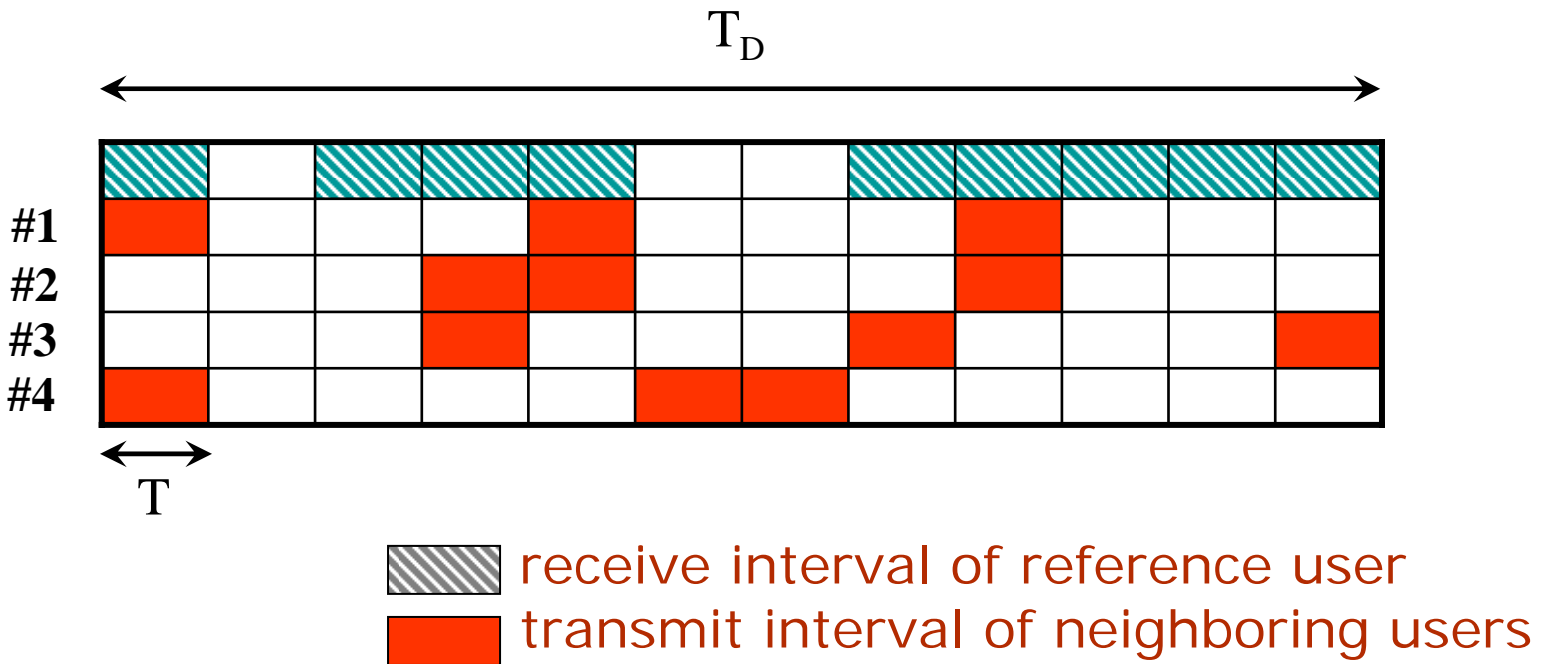 T_D
#1
#2
#3
#4
T
receive interval of reference user
transmit interval of neighboring users